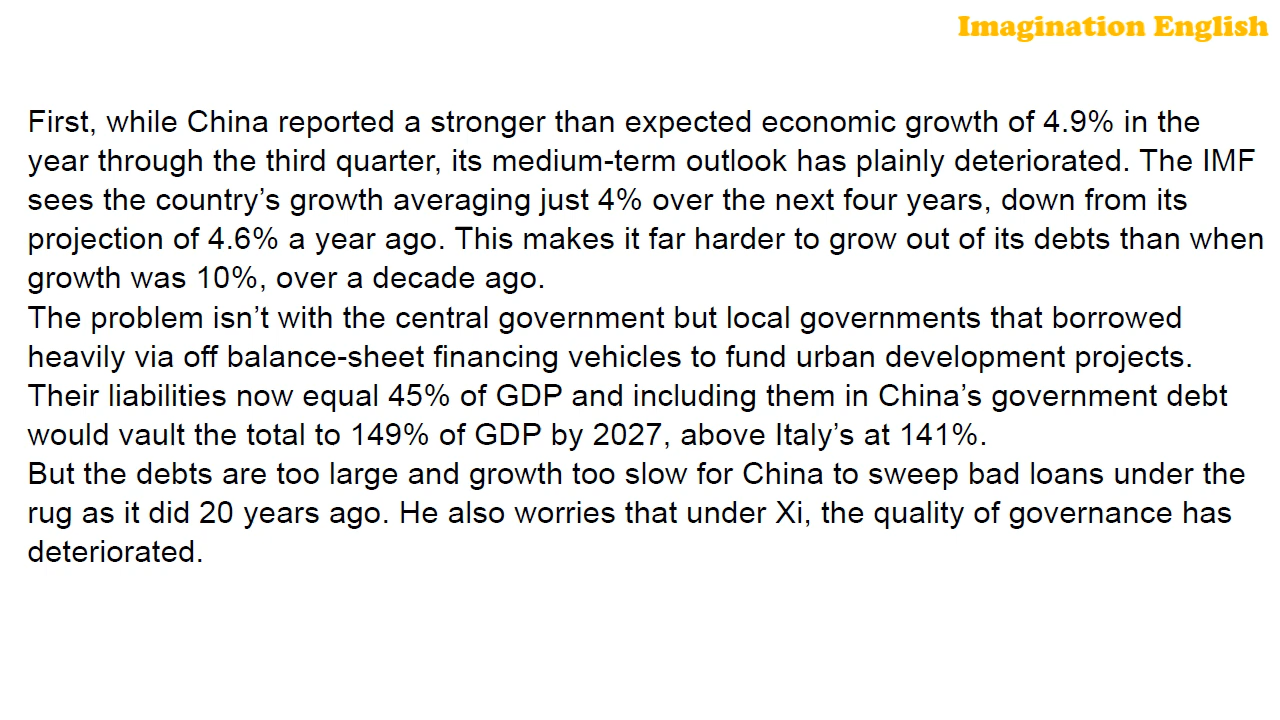 Imagination English
First, while China reported a stronger than expected economic growth of 4.9% in the
year through the third quarter, its medium-term outlook has plainly deteriorated. The IMF
sees the country’s growth averaging just 4% over the next four years, down from its
projection of 4.6% a year ago. This makes it far harder to grow out of its debts than when
growth was 10%, over a decade ago.
The problem isn’t with the central government but local governments that borrowed
heavily via off balance-sheet financing vehicles to fund urban development projects.
Their liabilities now equal 45% of GDP and including them in China’s government debt
would vault the total to 149% of GDP by 2027, above Italy’s at 141%.
But the debts are too large and growth too slow for China to sweep bad loans under the
rug as it did 20 years ago. He also worries that under Xi, the quality of governance has
deteriorated.